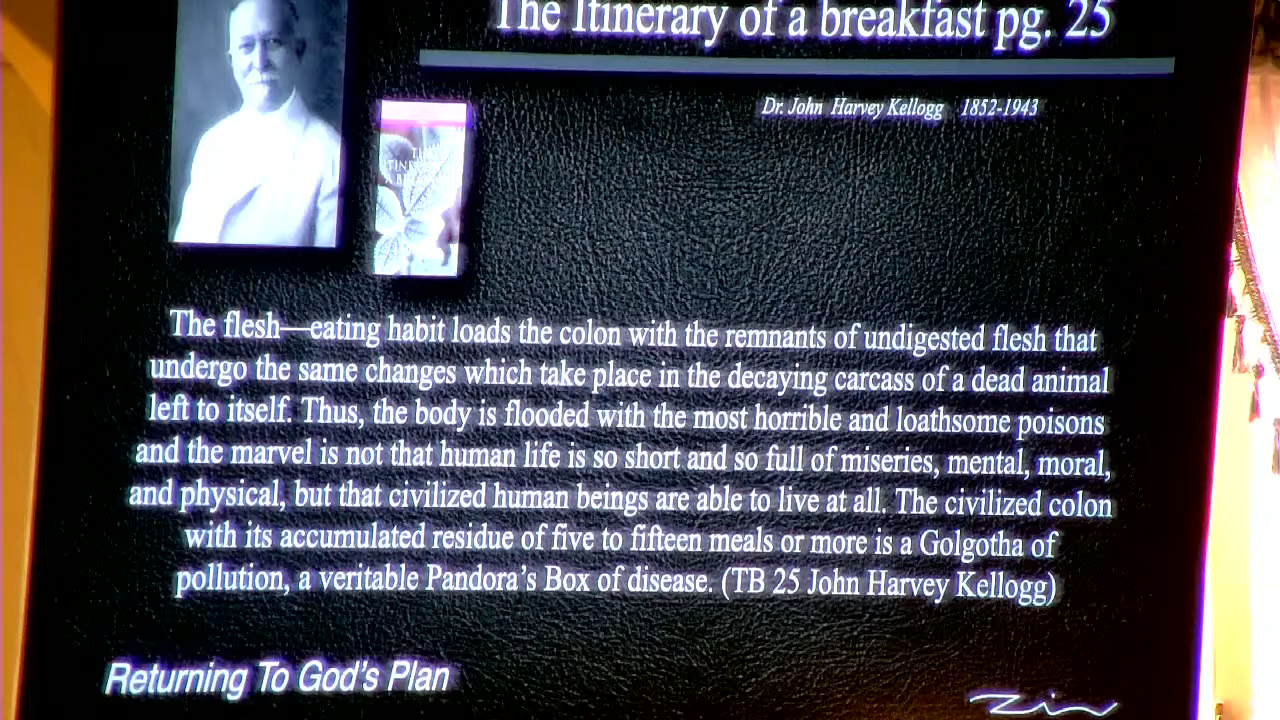 The Itinerary of a breakfast pg. 25
Dr. John Harvey Kellogg 1852-1943
The flesh—eating habit loads the colon with the remnants of undigested flesh that
undergo the same changes which take place in the decaying carcass of a dead animal
left to itself. Thus, the body is flooded with the most horrible and loathsome poisons
and the marvel is not that human life is so short and so full of miseries, mental, moral,
and physical, but that civilized human beings are able to live at all. The civilized colon
with its accumulated residue of five to fifteen meals or more is a Golgotha of
pollution, a veritable Pandora's Box of disease. (TB 25 John Harvey Kellogg)
Returning To God's Plan